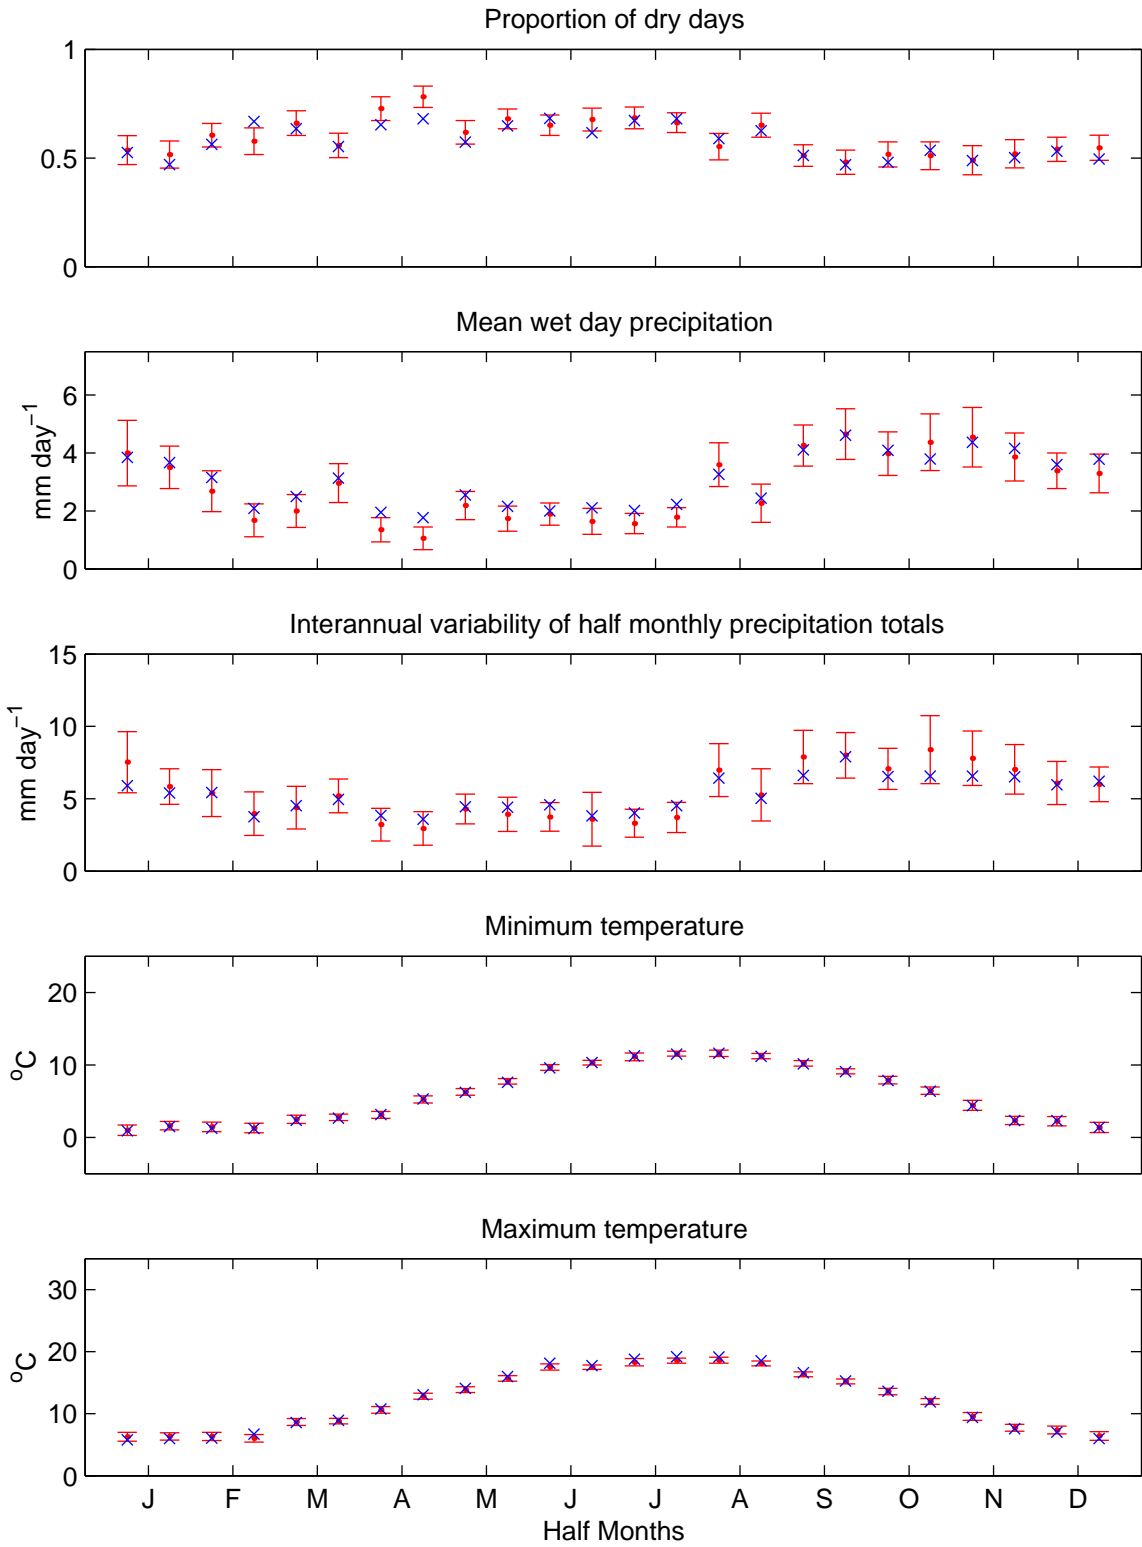 Proportion of dry days
1
0.5
0
Mean wet day precipitation
6
4
2
0
mm day⁻¹
Interannual variability of half monthly precipitation totals
15
10
5
0
mm day⁻¹
Minimum temperature
20
10
0
ºC
Maximum temperature
30
20
10
0
ºC
J F M A M J J A S O N D
Half Months